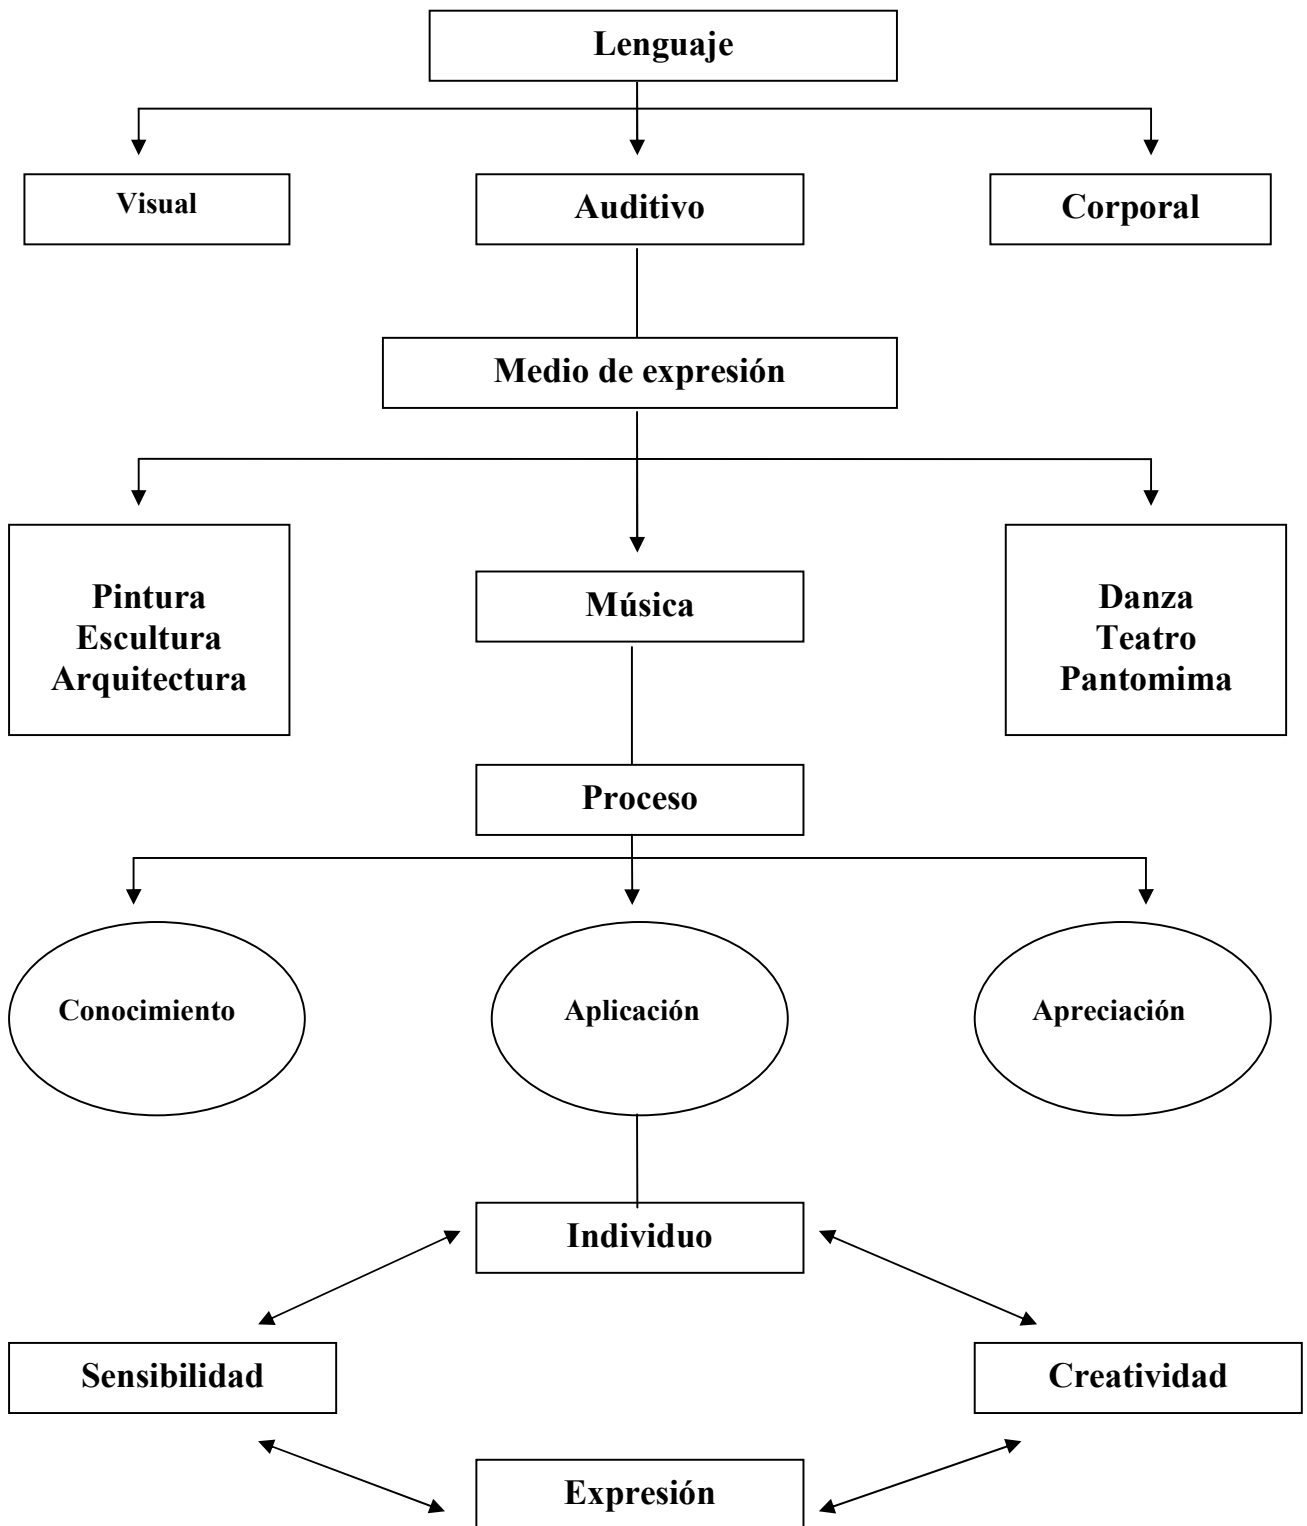 Lenguaje
Visual
Auditivo
Corporal
Medio de expresión
Pintura
Escultura
Arquitectura
Música
Danza
Teatro
Pantomima
Proceso
Conocimiento
Aplicación
Apreciación
Individuo
Sensibilidad
Creatividad
Expresión